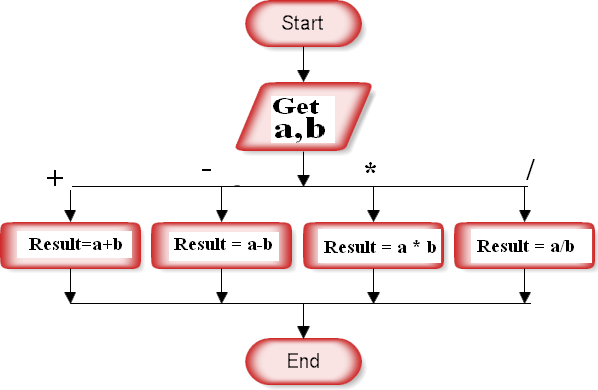 Start
Get
a,b
+
-
*
/
Result=a+b
Result = a-b
Result = a * b
Result = a/b
End